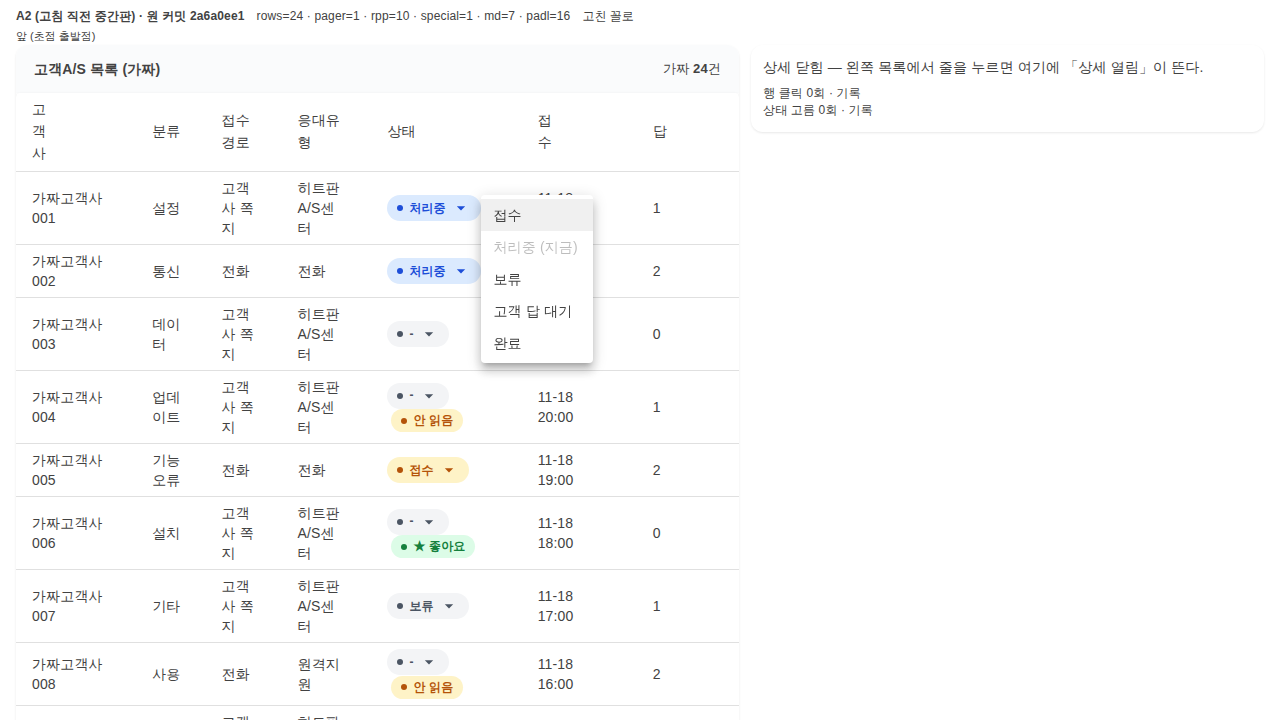 A2 (고침 직전 중간판) · 원 커밋 2a6a0ee1 rows=24 · pager=1 · rpp=10 · special=1 · md=7 · padl=16 고친 꼴로
앞 (초점 출발점)
고객A/S 목록 (가짜) 가짜 24건
고
객
사
분류
접수
경로
응대유
형
상태
접
수
답
가짜고객사
001
설정
고객
사 쪽
지
히트판
A/S센
터
처리중
1
가짜고객사
002
통신
전화
전화
처리중
2
가짜고객사
003
데이
터
고객
사 쪽
지
히트판
A/S센
터
-
0
가짜고객사
004
업데
이트
고객
사 쪽
지
히트판
A/S센
터
-
안 읽음
11-18
20:00
1
가짜고객사
005
기능
오류
전화
전화
접수
11-18
19:00
2
가짜고객사
006
설치
고객
사 쪽
지
히트판
A/S센
터
-
★ 좋아요
11-18
18:00
0
가짜고객사
007
기타
고객
사 쪽
지
히트판
A/S센
터
보류
11-18
17:00
1
가짜고객사
008
사용
전화
원격지
원
-
안 읽음
11-18
16:00
2
접수
처리중 (지금)
보류
고객 답 대기
완료
상세 닫힘 — 왼쪽 목록에서 줄을 누르면 여기에 「상세 열림」이 뜬다.
행 클릭 0회 · 기록
상태 고름 0회 · 기록